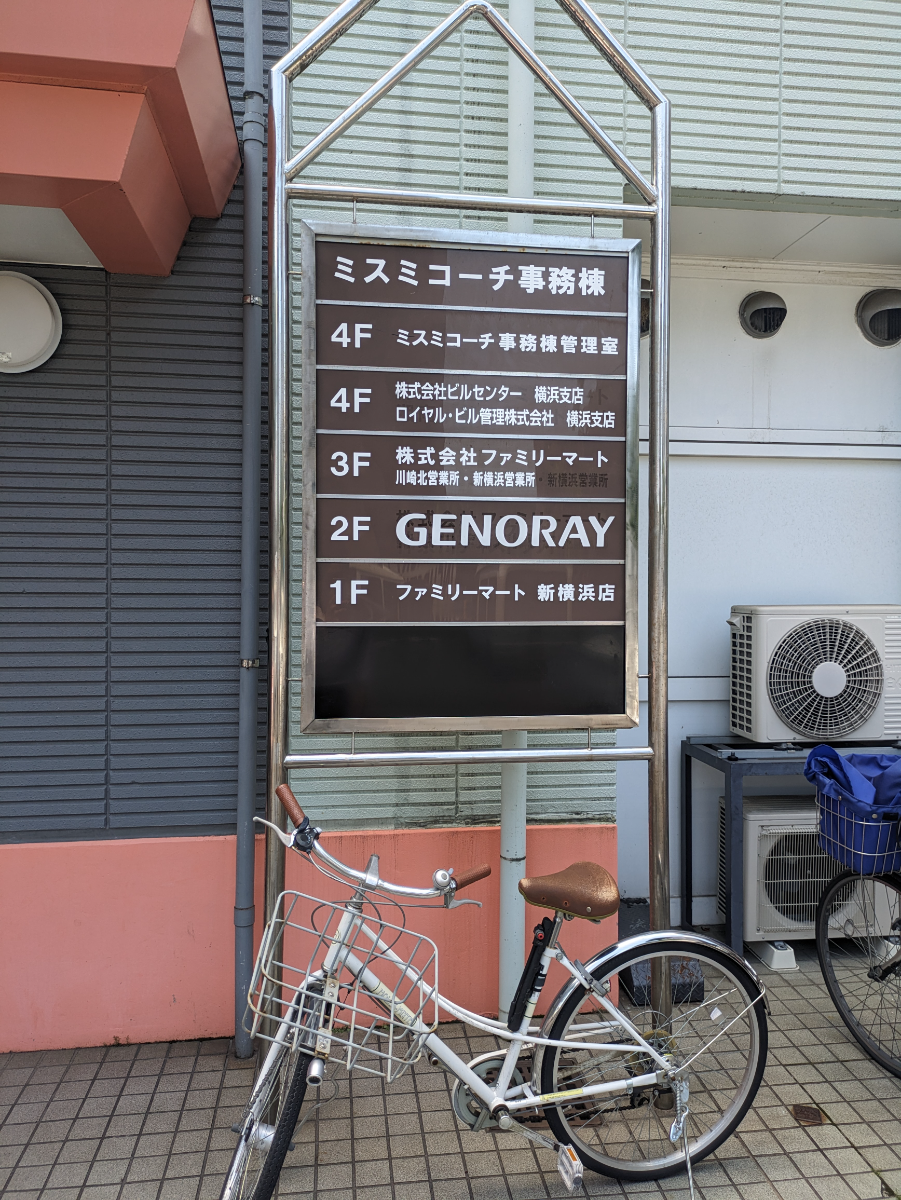 ミスミコーチ事務棟
4F ミスミコーチ事務棟管理室
4F 株式会社ビルセンター 横浜支店
ロイヤル・ビル管理株式会社 横浜支店
3F 株式会社ファミリーマート
川崎北営業所・新横浜営業所・新横浜営業所
2F GENORAY
1F ファミリーマート 新横浜店